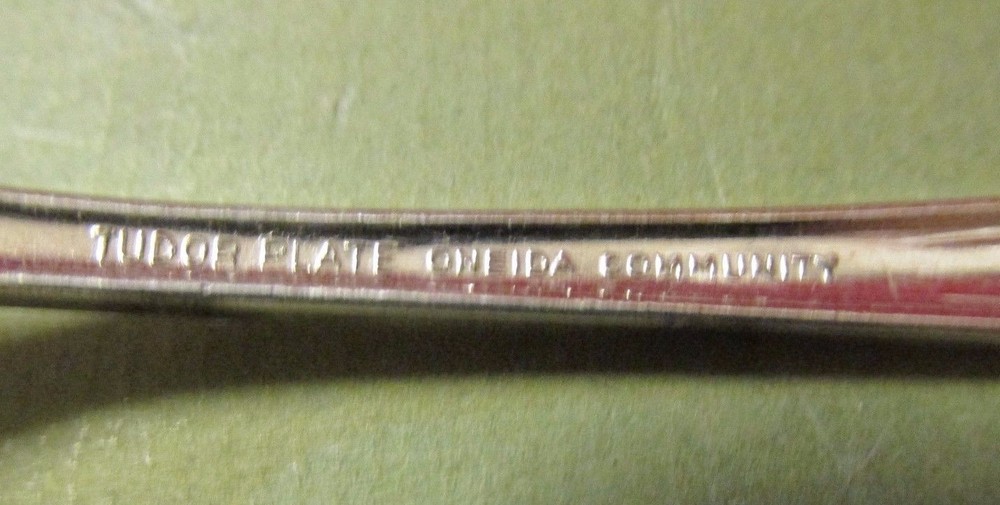 TUDOR PLATE ONEIDA COMMUNITY